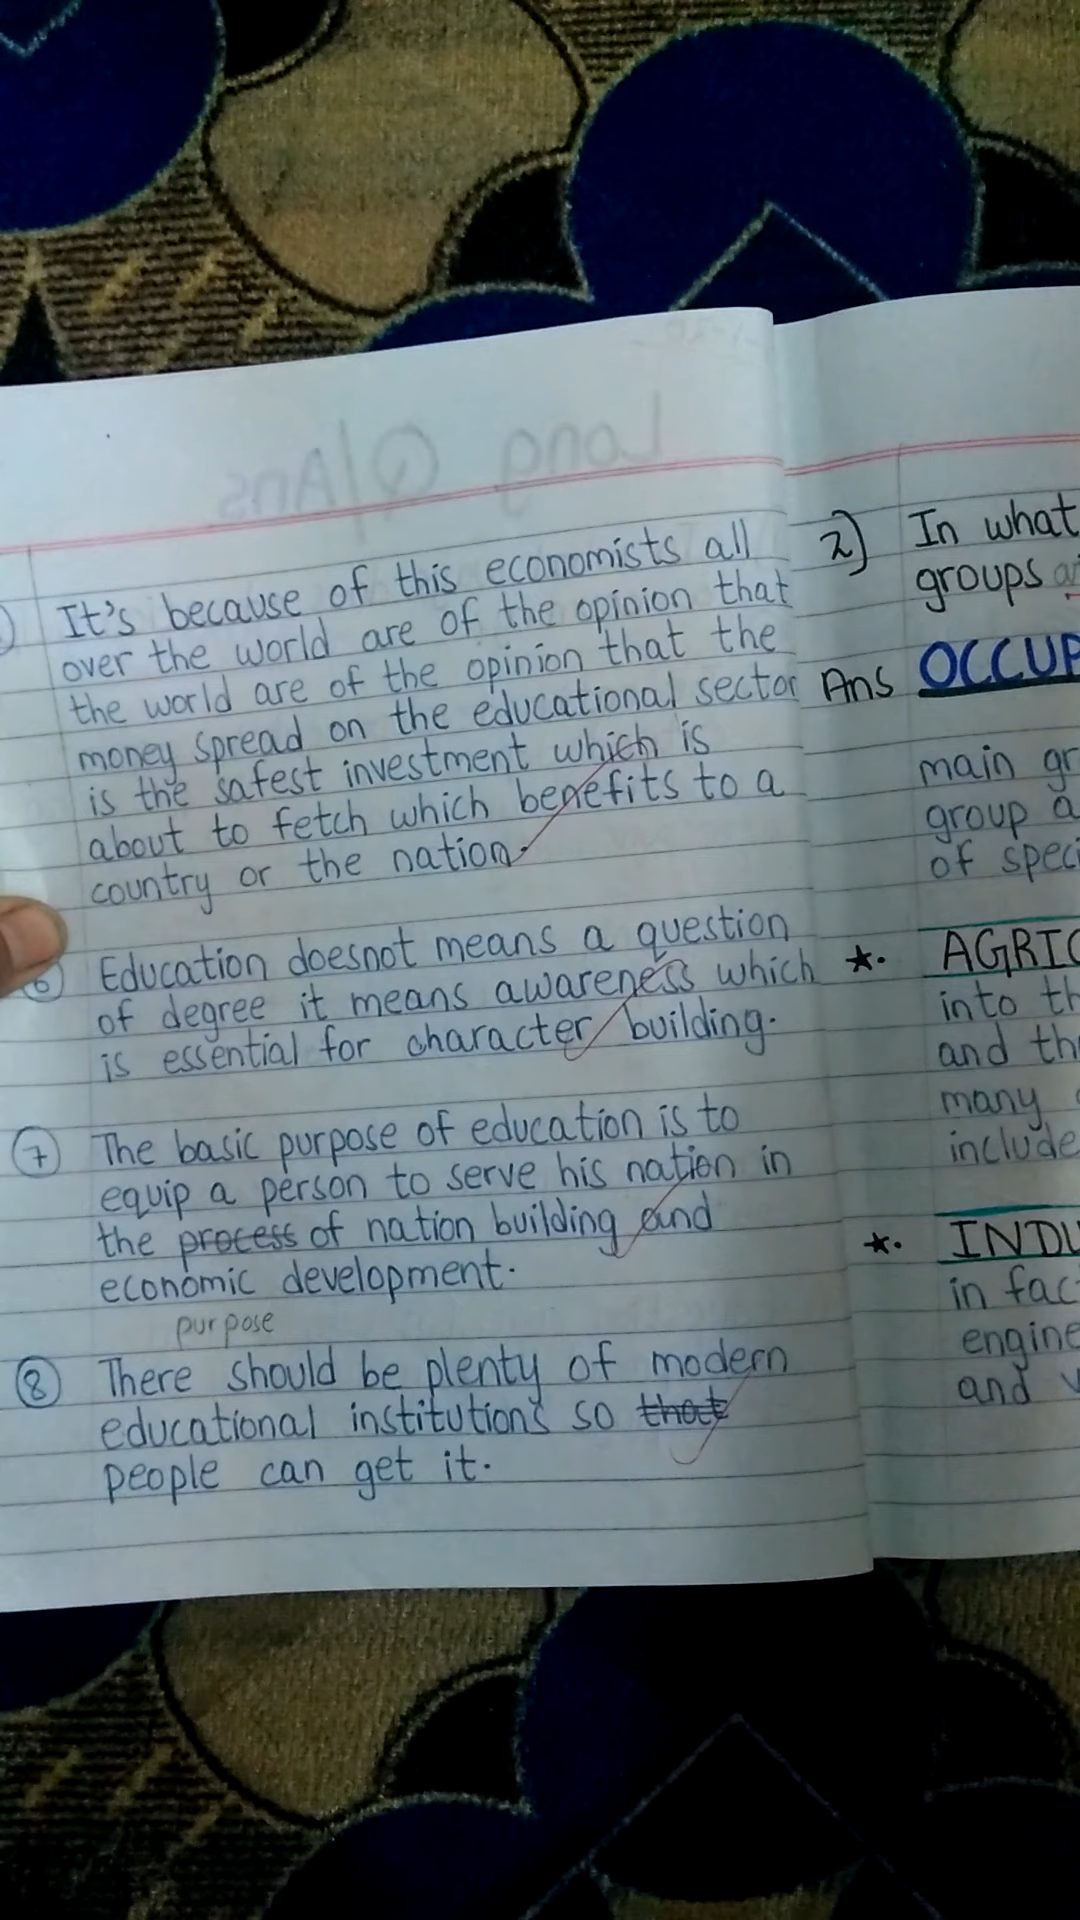 It's because of this economists all
over the world are of the opinion that
the world are of the opinion that the
money spread on the educational sector
is the safest investment which is
about to fetch which benefits to a
country or the nation.
6 Education doesnot means a question
of degree it means awareness which
is essential for character building.
7 The basic purpose of education is to
equip a person to serve his nation in
the process of nation building and
economic development.
purpose
8 There should be plenty of modern
educational institutions so that
people can get it.
2) In what
groups
Ans OCCUP
main gr
group a
of speci
*. AGRIC
into th
and th
many
include
*. INDU
in fac
engine
and
Long Q/Ans